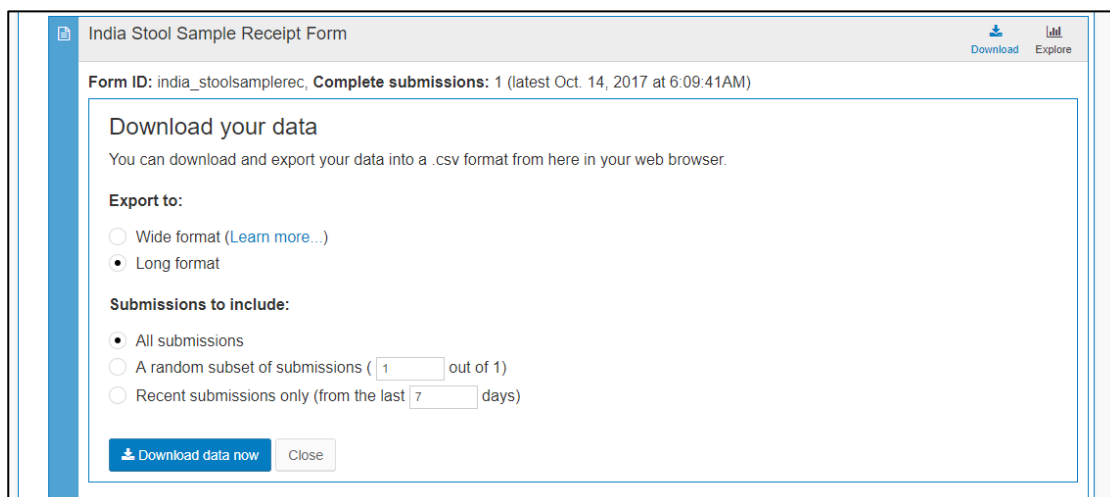 India Stool Sample Receipt Form
Download Explore
Form ID: india_stoolsamplerec, Complete submissions: 1 (latest Oct. 14, 2017 at 6:09:41AM)
Download your data
You can download and export your data into a .csv format from here in your web browser.
Export to:
Wide format (Learn more...)
Long format
Submissions to include:
All submissions
A random subset of submissions ( 1 out of 1)
Recent submissions only (from the last 7 days)
Download data now Close